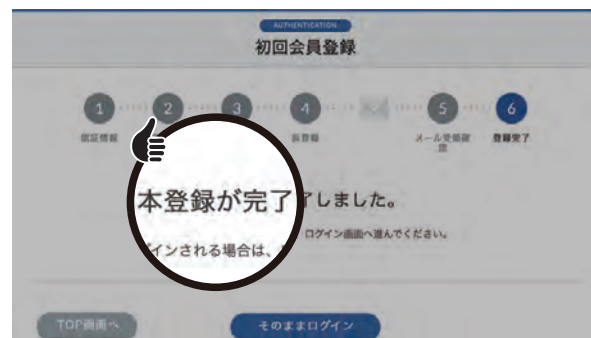 AUTHENTICATION
初回会員登録
1 2 3 4 5 6
認証情報 仮登録 メール受信確認 登録完了
本登録が完了しました。
グインされる場合は、 ログイン画面へ進んでください。
TOP画面へ そのままログイン